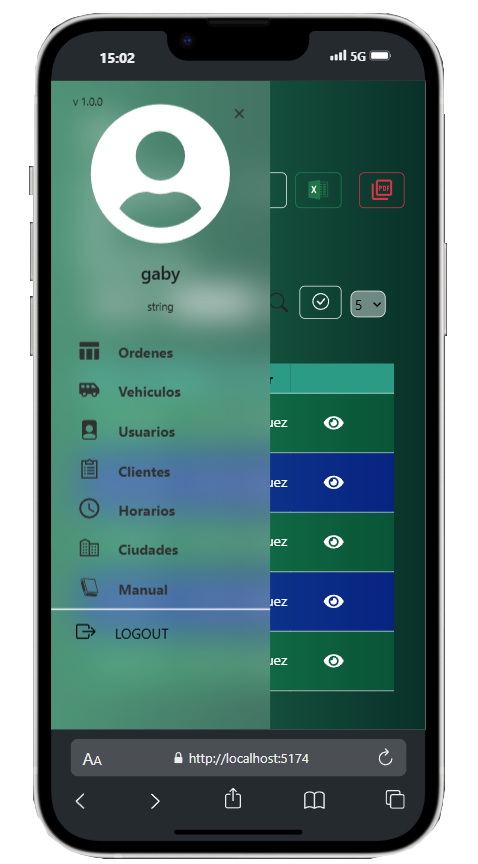 15:02
5G
v 1.0.0
×
PDF
gaby
string
5
Ordenes
Vehiculos
uez
Usuarios
Clientes
uez
Horarios
uez
Ciudades
Manual
uez
LOGOUT
uez
AA
http://localhost:5174